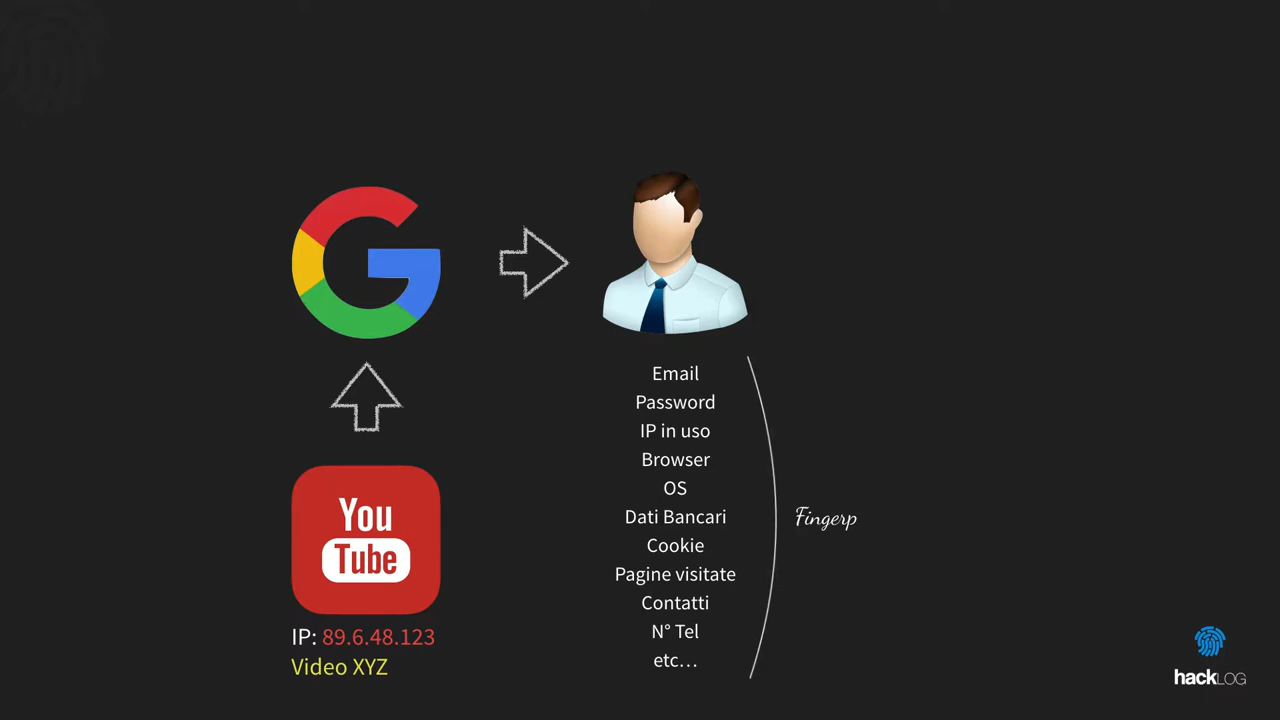 You
Tube
IP: 89.6.48.123
Video XYZ
Email
Password
IP in uso
Browser
OS
Dati Bancari
Cookie
Pagine visitate
Contatti
N° Tel
etc...
Fingerp
hackLOG